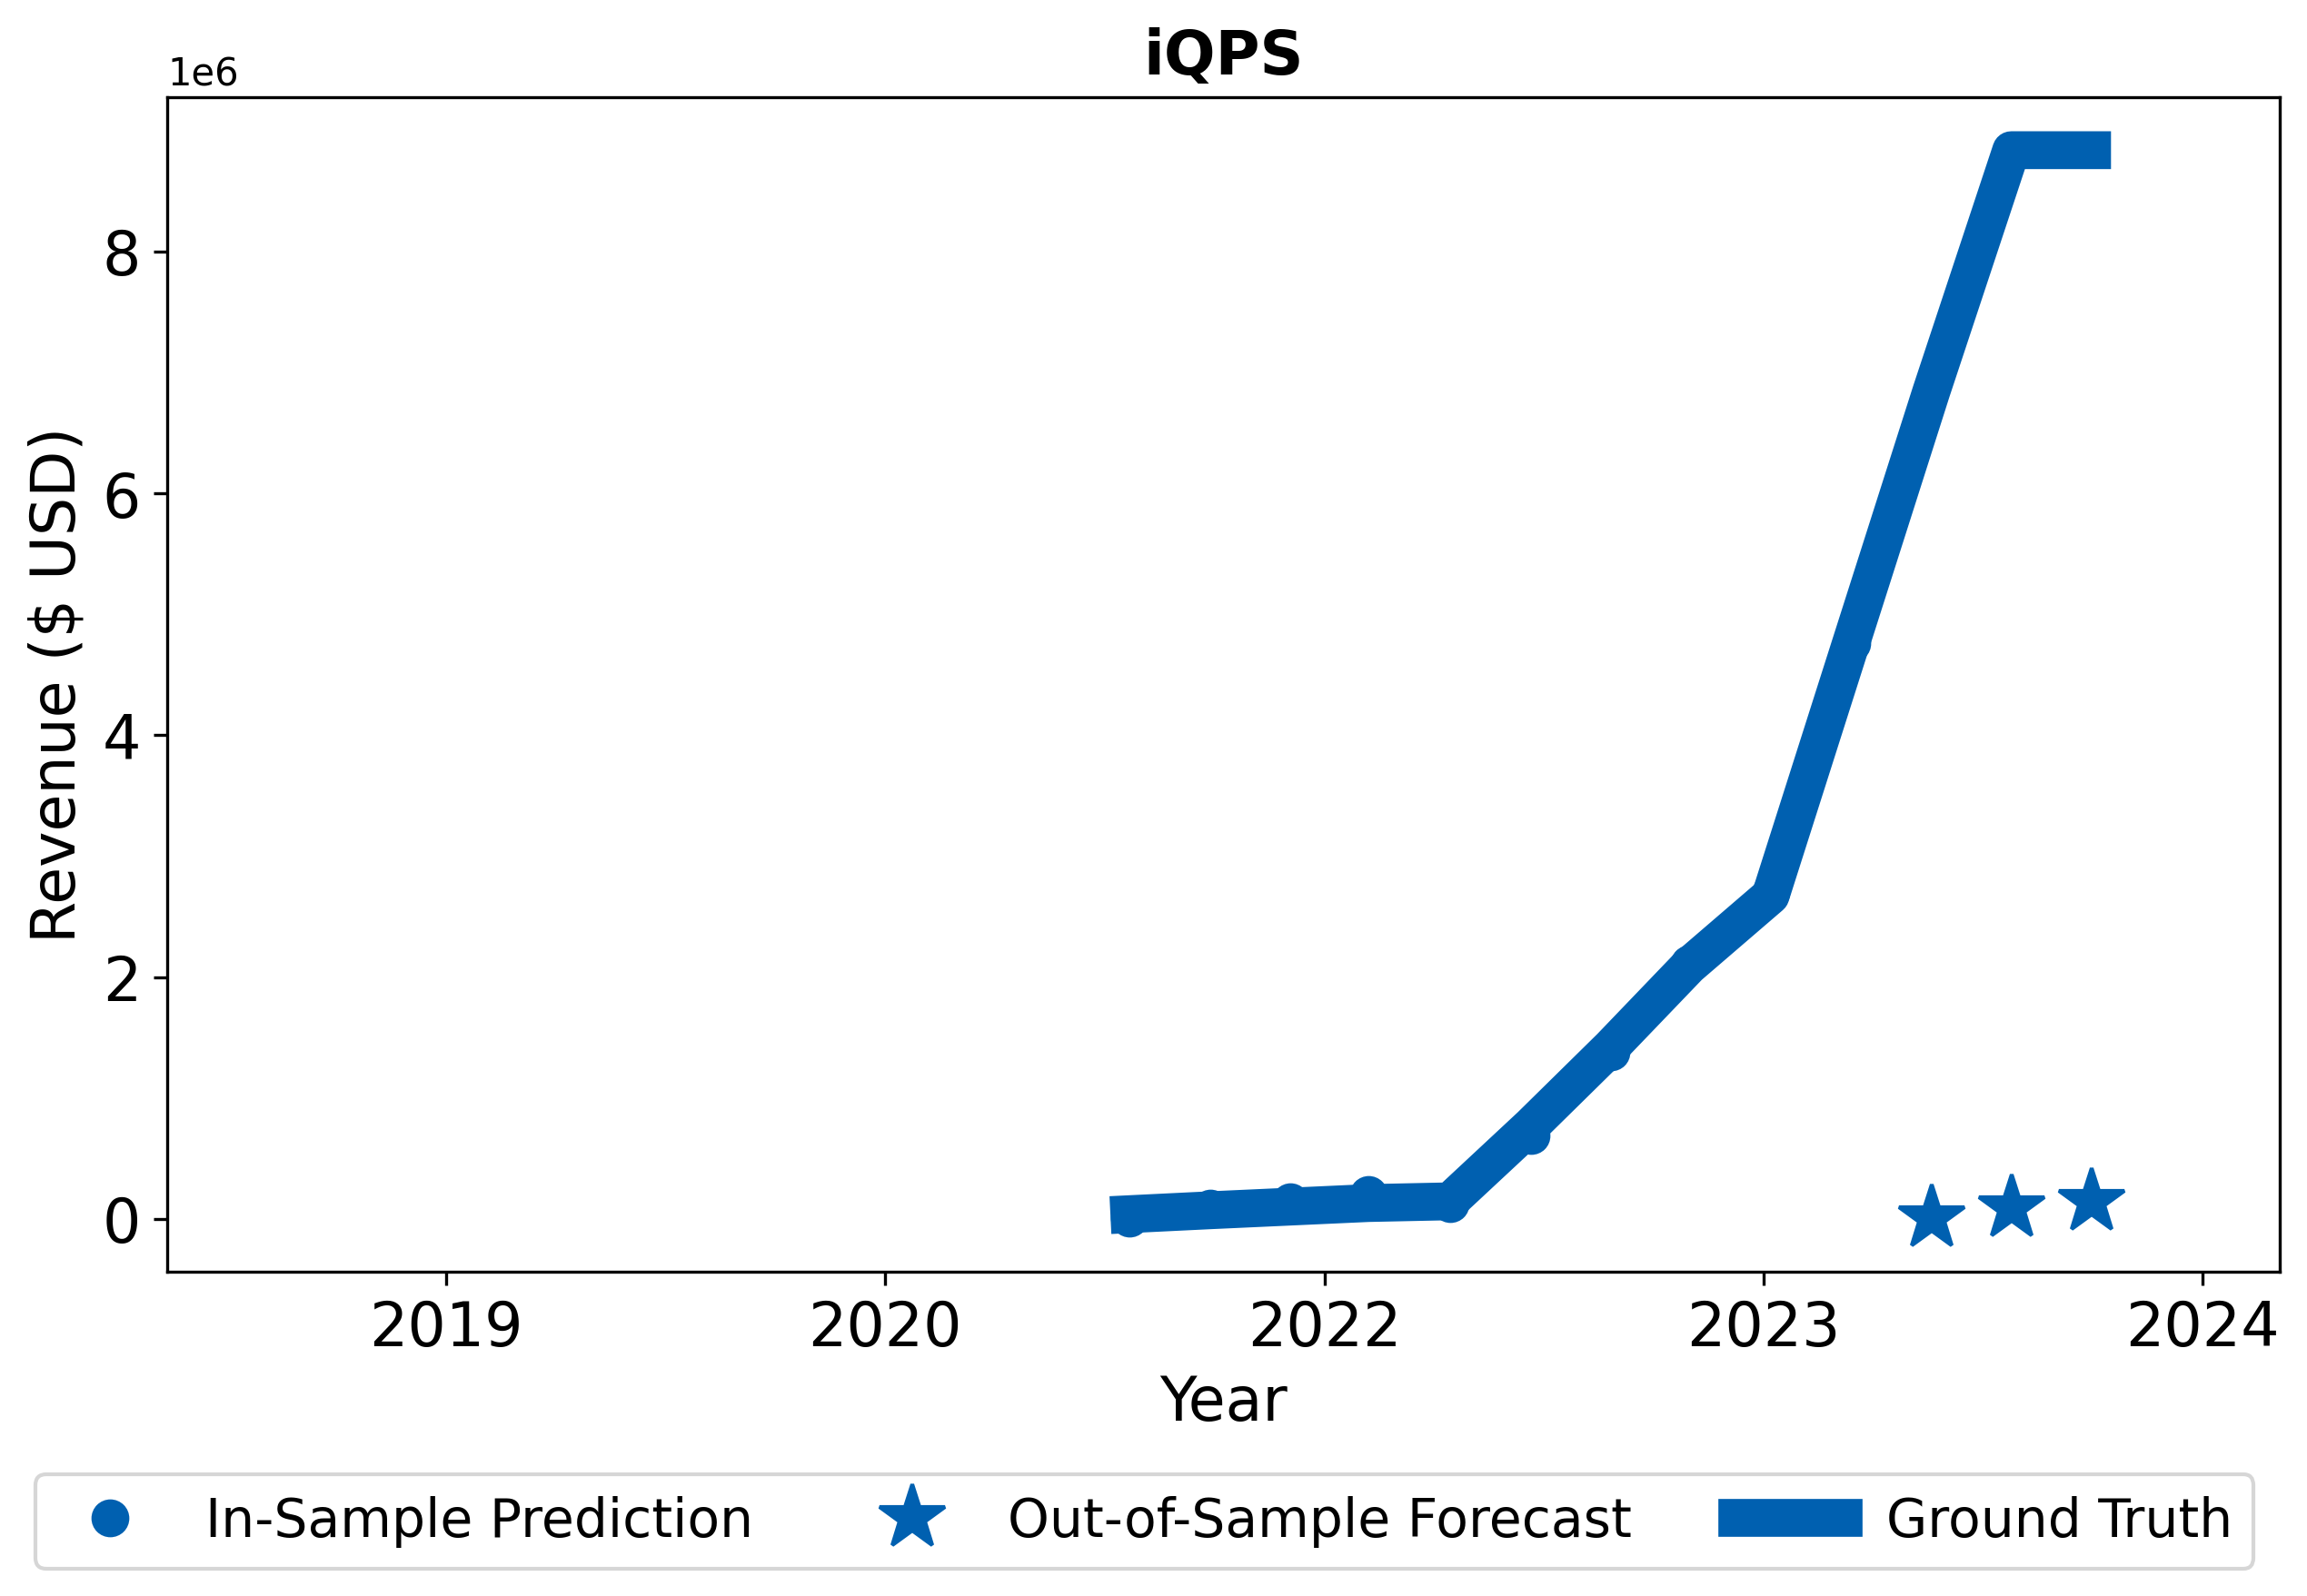 iQPS
1e6
Revenue ($ USD)
8
6
4
2
0
2019 2020 2022 2023 2024
Year
In-Sample Prediction Out-of-Sample Forecast Ground Truth